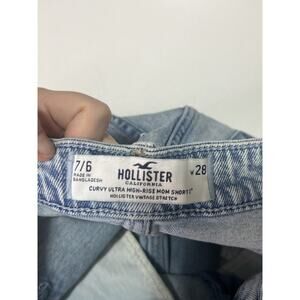 7/6
MADE IN
BANGLADESH
HOLLISTER
CALIFORNIA
W 28
CURVY ULTRA HIGH-RISE MOM SHORT
HOLLISTER VINTAGE STRETCH